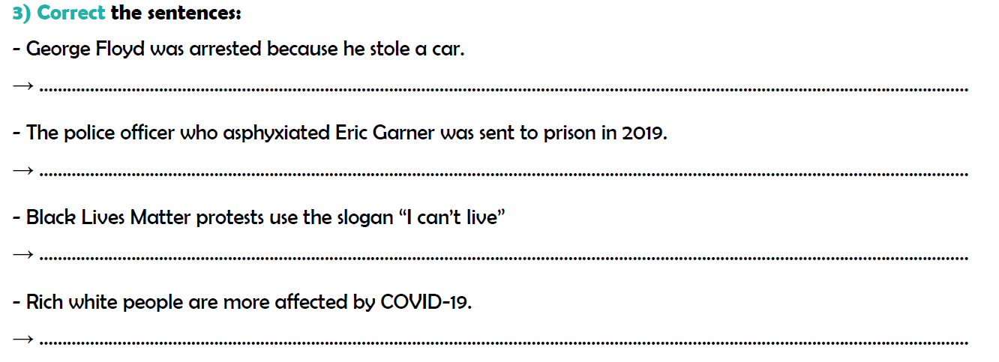 3) Correct the sentences:
- George Floyd was arrested because he stole a car.
→ ........................................................................................................................
- The police officer who asphyxiated Eric Garner was sent to prison in 2019.
→ ........................................................................................................................
- Black Lives Matter protests use the slogan “I can’t live”
→ ........................................................................................................................
- Rich white people are more affected by COVID-19.
→ ........................................................................................................................